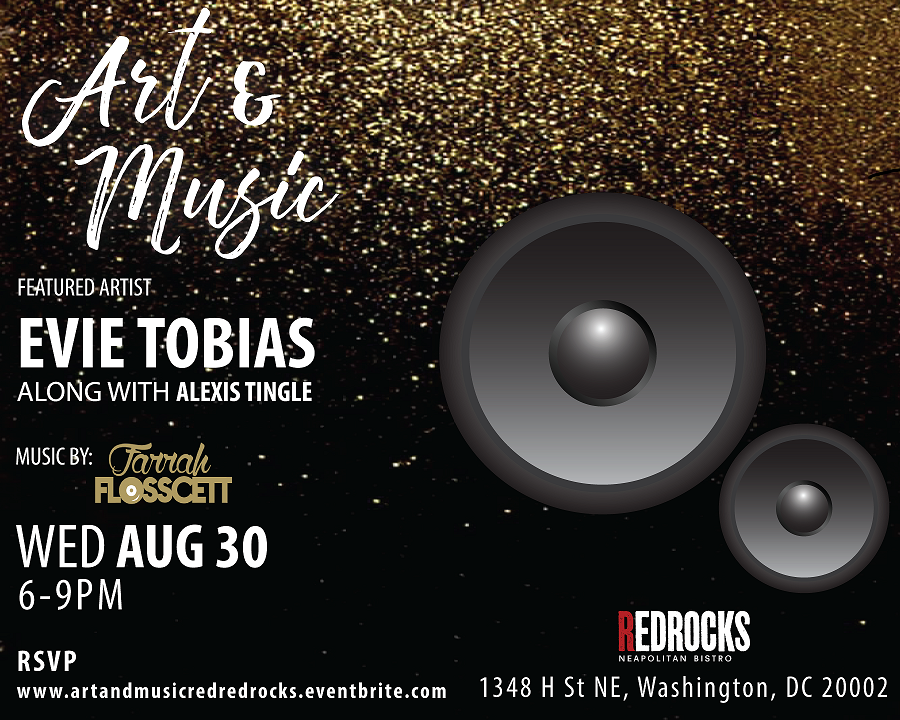 Art &
Music
FEATURED ARTIST
EVIE TOBIAS
ALONG WITH ALEXIS TINGLE
MUSIC BY: Farrah
FLOSSCETT
WED AUG 30
6-9PM
RSVP
www.artandmusicredredrocks.eventbrite.com
REDROCKS
NEAPOLITAN BISTRO
1348 H St NE, Washington, DC 20002